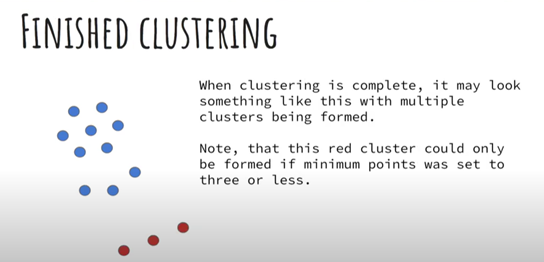 FINISHED CLUSTERING
When clustering is complete, it may look
something like this with multiple
clusters being formed.
Note, that this red cluster could only
be formed if minimum points was set to
three or less.